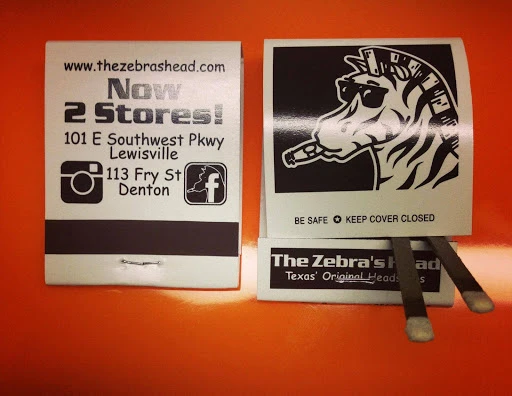 www.thezebrashead.com
Now
2 Stores!
101 E Southwest Pkwy
Lewisville
113 Fry St
Denton
f
BE SAFE ✪ KEEP COVER CLOSED
The Zebra's Head
Texas' Original